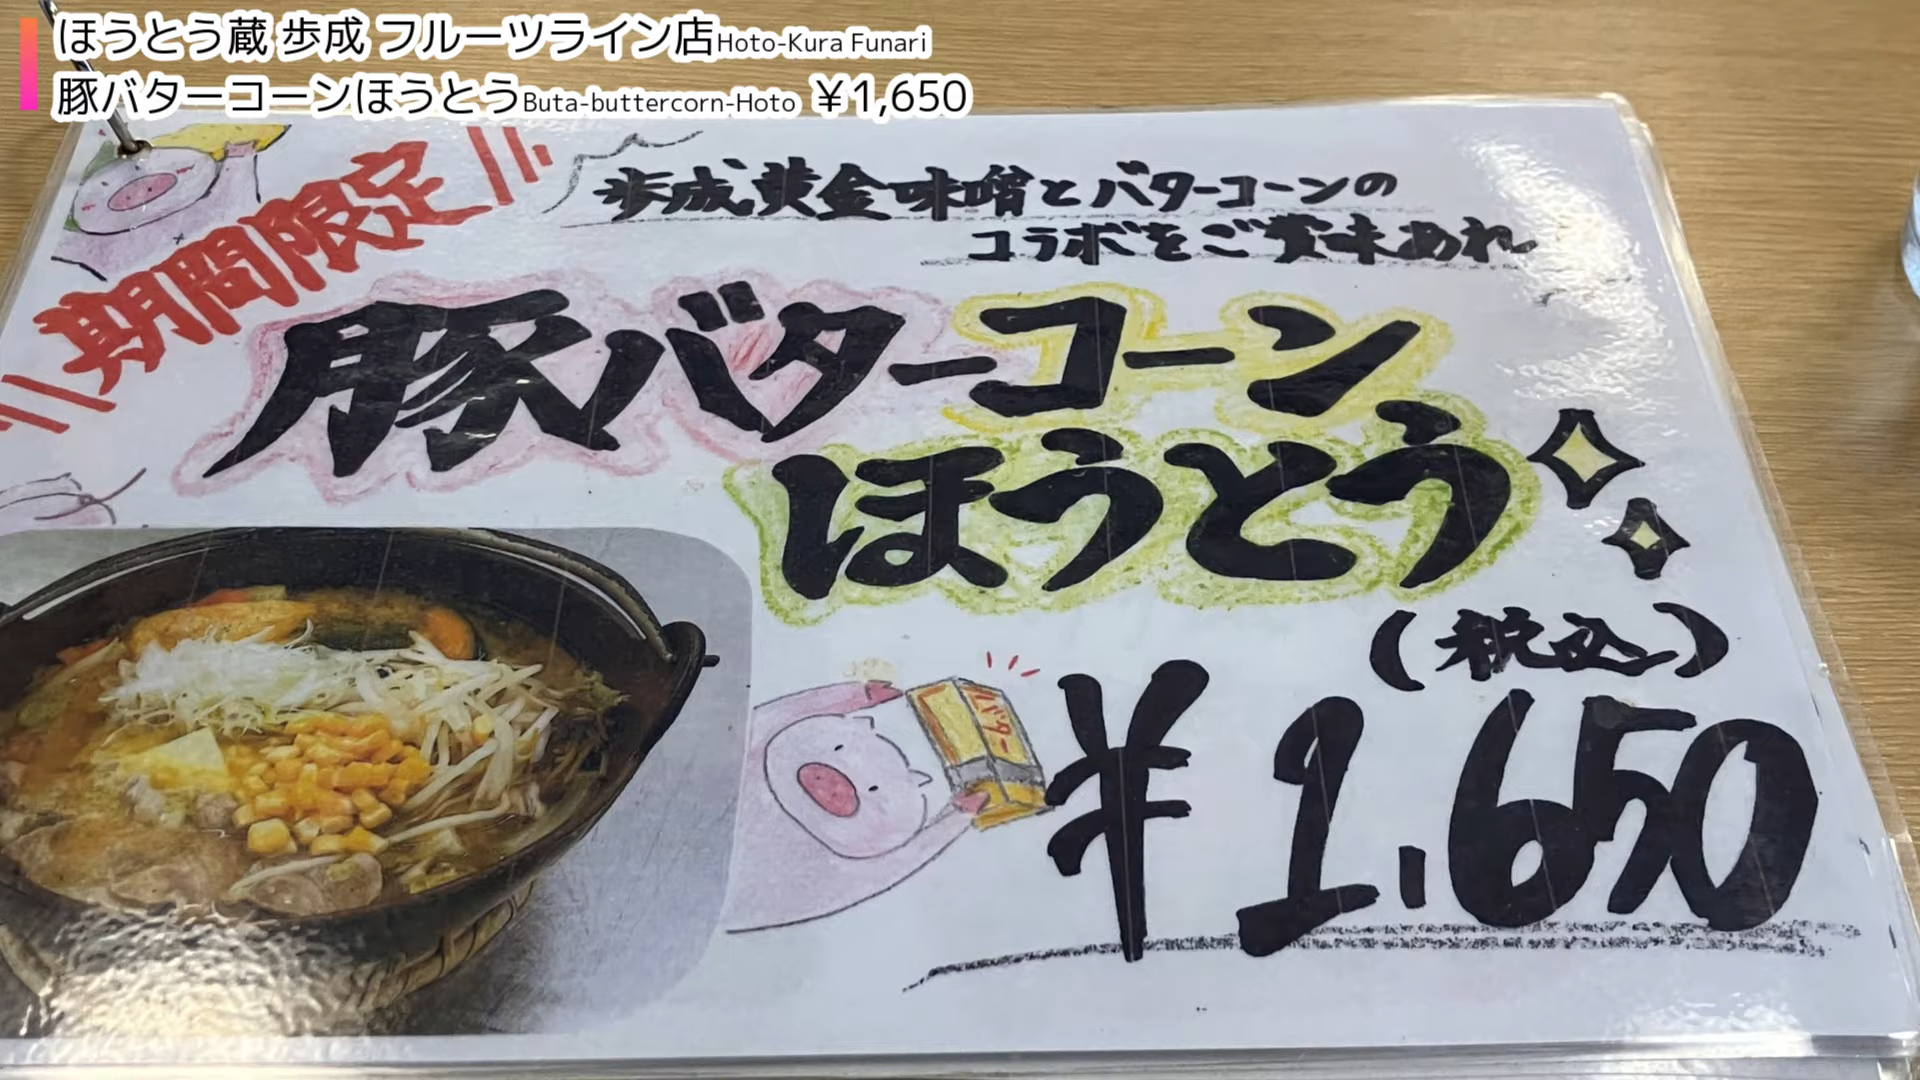 ほうとう蔵 歩成 フルーツライン店Hoto-Kura Funari
豚バターコーンほうとうButa-buttercorn-Hoto ￥1,650
期間限定
歩成黄金味噌とバターコーンの
コラボをご賞味あれ
豚バターコーン
ほうとう
(税込)
バター
¥1,650